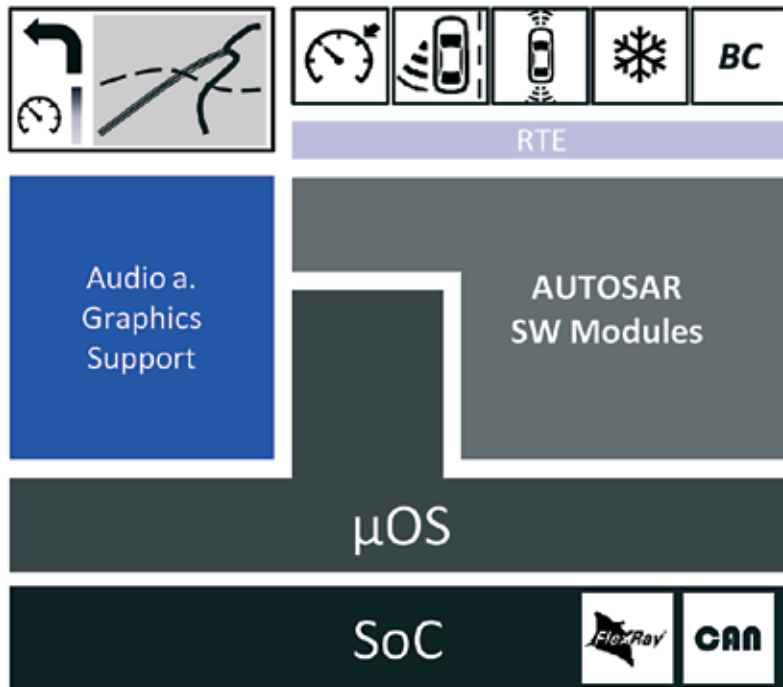 BC
RTE
Audio a.
Graphics
Support
AUTOSAR
SW Modules
µOS
SoC
FlexRay
CAN